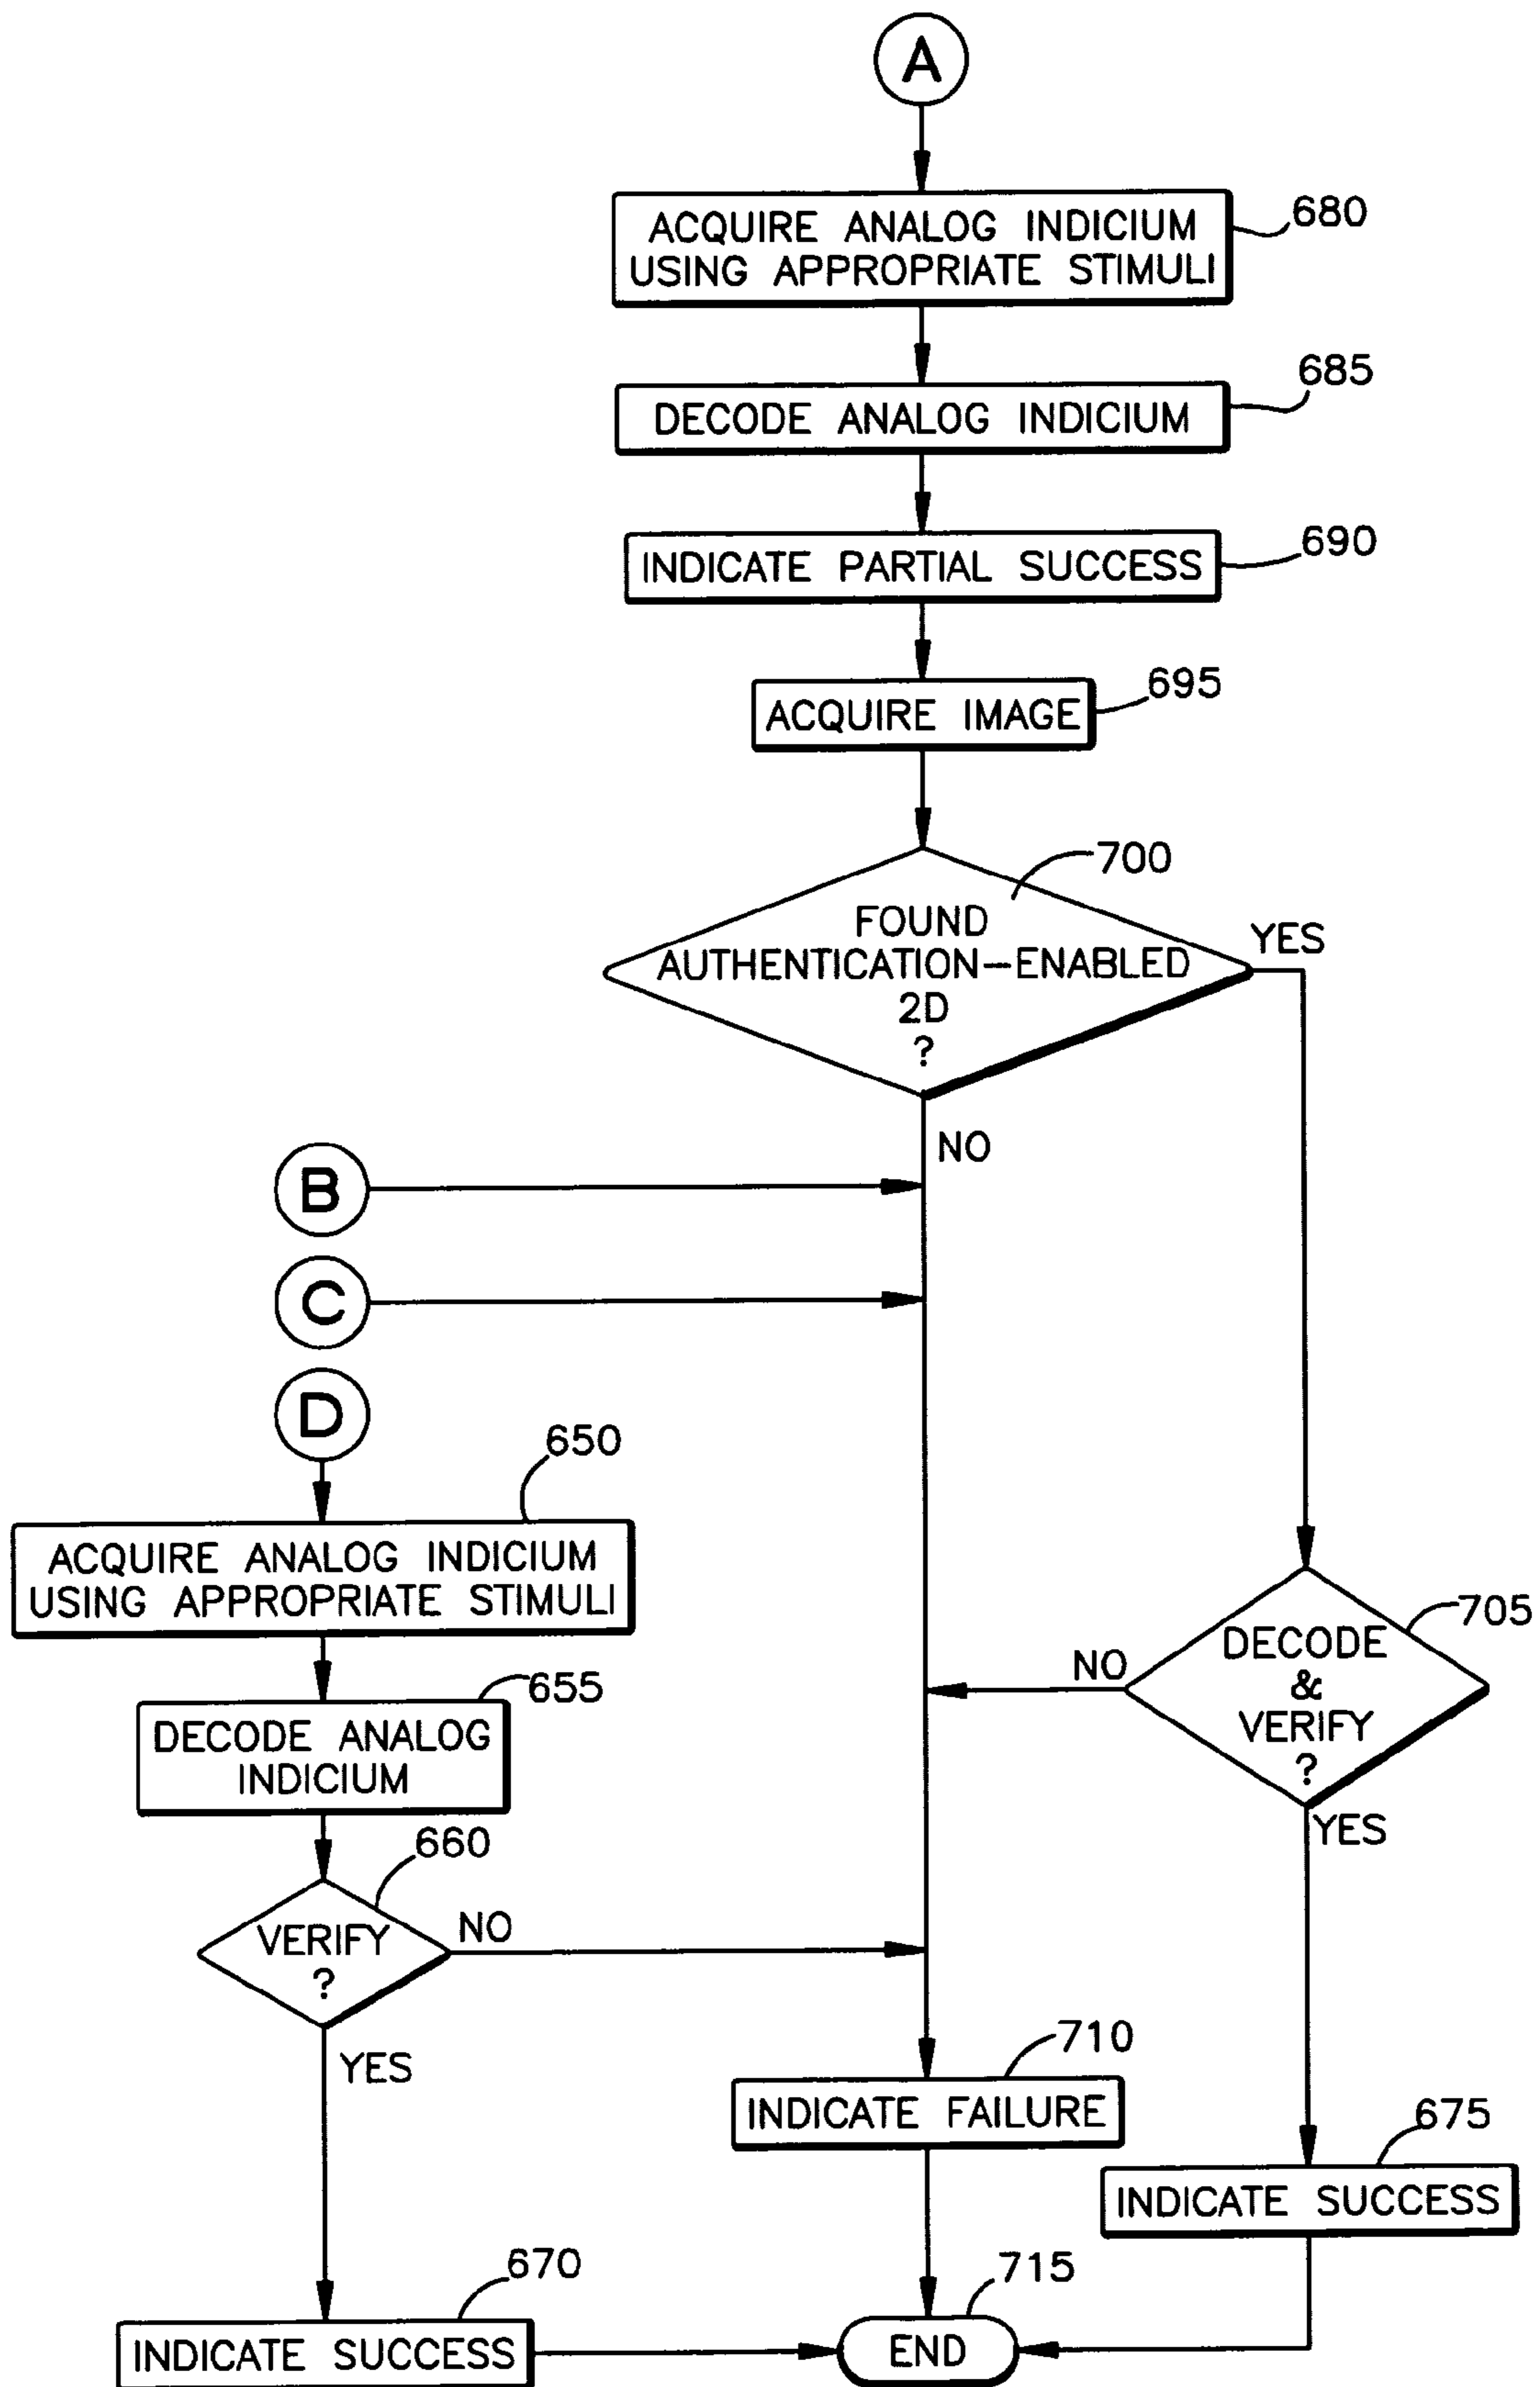 A
ACQUIRE ANALOG INDICIUM
USING APPROPRIATE STIMULI
680
DECODE ANALOG INDICIUM
685
INDICATE PARTIAL SUCCESS
690
ACQUIRE IMAGE
695
700
FOUND
AUTHENTICATION-ENABLED
2D
?
YES
NO
B
C
D
650
ACQUIRE ANALOG INDICIUM
USING APPROPRIATE STIMULI
655
DECODE ANALOG
INDICIUM
660
VERIFY
?
NO
YES
705
DECODE
&
VERIFY
?
NO
YES
710
INDICATE FAILURE
675
INDICATE SUCCESS
670
INDICATE SUCCESS
715
END